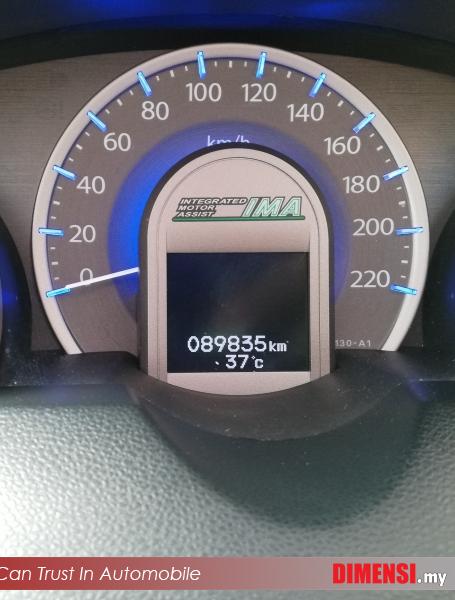 0
20
40
60
80
100
120
140
160
180
200
220
km/h
INTEGRATED
MOTOR
ASSIST
IMA
089835km
37°C
130-A1
Can Trust In Automobile
DIMENSI.my